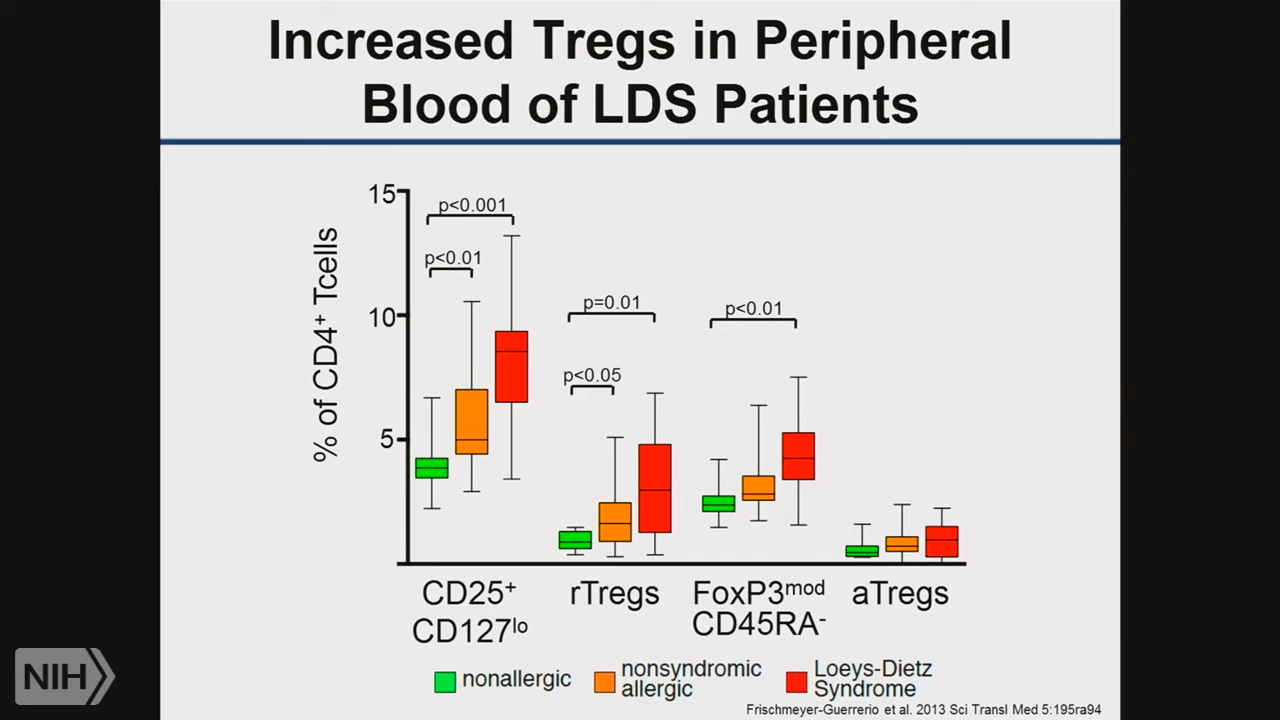 Increased Tregs in Peripheral
Blood of LDS Patients
% of CD4⁺ Tcells
15
10
5
p<0.001
p<0.01
p=0.01
p<0.05
p<0.01
CD25⁺
CD127ˡᵒ
rTregs
FoxP3ᵐᵒᵈ
CD45RA⁻
aTregs
nonallergic
nonsyndromic
allergic
Loeys-Dietz
Syndrome
Frischmeyer-Guerrerio et al. 2013 Sci Transl Med 5:195ra94
NIH